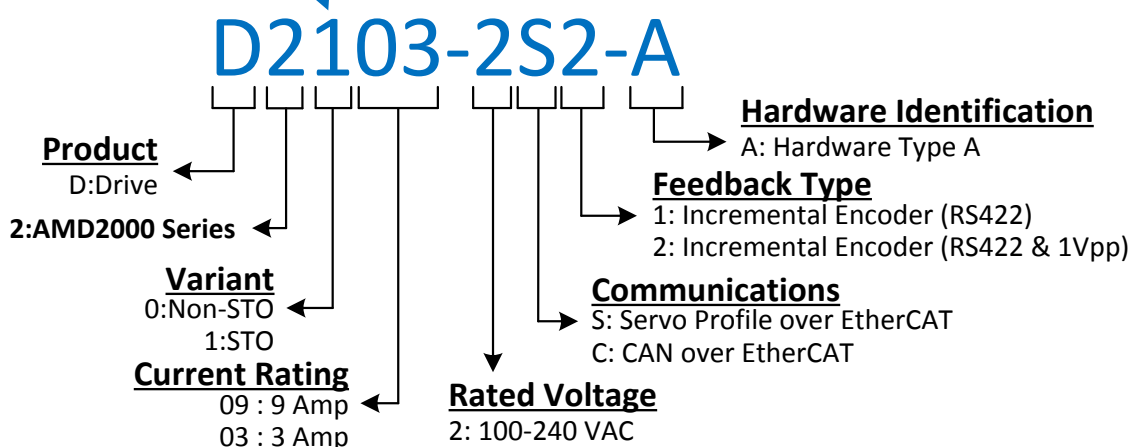 D2103-2S2-A
Hardware Identification
A: Hardware Type A
Product
D:Drive
Feedback Type
1: Incremental Encoder (RS422)
2: Incremental Encoder (RS422 & 1Vpp)
2:AMD2000 Series
Variant
0:Non-STO
1:STO
Communications
S: Servo Profile over EtherCAT
C: CAN over EtherCAT
Current Rating
09 : 9 Amp
03 : 3 Amp
Rated Voltage
2: 100-240 VAC